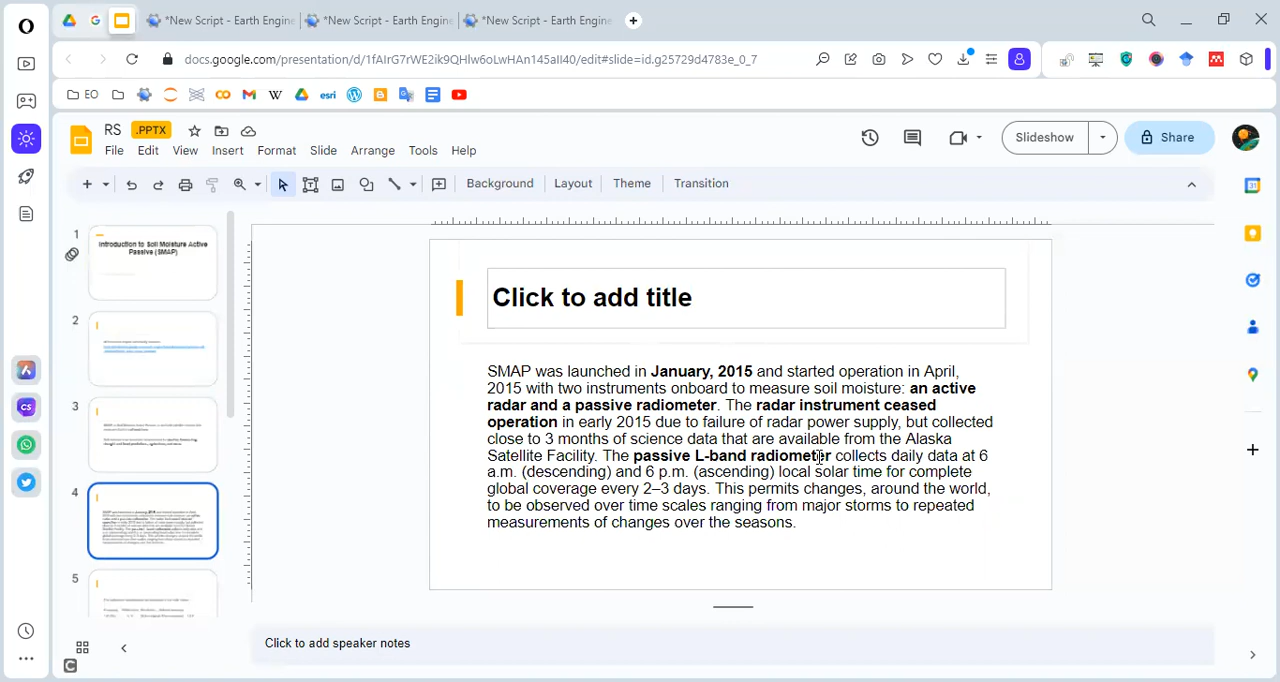 *New Script - Earth Engine
*New Script - Earth Engine
*New Script - Earth Engine
docs.google.com/presentation/d/1fAIrG7rWE2ik9QHlw6oLwHAn145aII40/edit#slide=id.g25729d4783e_0_7
EO
esri
W
RS .PPTX
File Edit View Insert Format Slide Arrange Tools Help
Slideshow
Share
Background Layout Theme Transition
1
Introduction to Soil Moisture Active
Passive (SMAP)
2
3
4
5
Click to add title
SMAP was launched in January, 2015 and started operation in April,
2015 with two instruments onboard to measure soil moisture: an active
radar and a passive radiometer. The radar instrument ceased
operation in early 2015 due to failure of radar power supply, but collected
close to 3 months of science data that are available from the Alaska
Satellite Facility. The passive L-band radiometer collects daily data at 6
a.m. (descending) and 6 p.m. (ascending) local solar time for complete
global coverage every 2–3 days. This permits changes, around the world,
to be observed over time scales ranging from major storms to repeated
measurements of changes over the seasons.
Click to add speaker notes